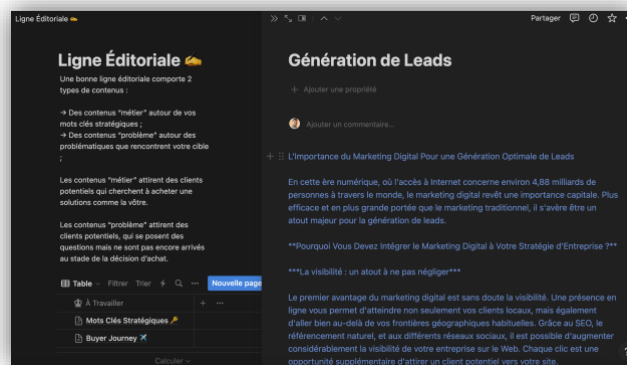 Ligne Éditoriale ✍️
Partager
Ligne Éditoriale ✍️
Une bonne ligne éditoriale comporte 2
types de contenus :
→ Des contenus "métier" autour de vos
mots clés stratégiques ;
→ Des contenus "problème" autour des
problématiques que rencontrent votre cible
;
Les contenus "métier" attirent des clients
potentiels qui cherchent à acheter une
solutions comme la vôtre.
Les contenus "problème" attirent des
clients potentiels, qui se posent des
questions mais ne sont pas encore arrivés
au stade de la décision d'achat.
Table Filtrer Trier Nouvelle page
À Travailler
Mots Clés Stratégiques 🔑
Buyer Journey ✈️
Calculer
Génération de Leads
+ Ajouter une propriété
Ajouter un commentaire...
L'Importance du Marketing Digital Pour une Génération Optimale de Leads
En cette ère numérique, où l'accès à Internet concerne environ 4,88 milliards de
personnes à travers le monde, le marketing digital revêt une importance capitale. Plus
efficace et en plus grande portée que le marketing traditionnel, il s'avère être un
atout majeur pour la génération de leads.
**Pourquoi Vous Devez Intégrer le Marketing Digital à Votre Stratégie d'Entreprise ?**
***La visibilité : un atout à ne pas négliger***
Le premier avantage du marketing digital est sans doute la visibilité. Une présence en
ligne vous permet d'atteindre non seulement vos clients locaux, mais également
d'aller bien au-delà de vos frontières géographiques habituelles. Grâce au SEO, le
référencement naturel, et aux différents réseaux sociaux, il est possible d'augmenter
considérablement la visibilité de votre entreprise sur le Web. Chaque clic est une
opportunité supplémentaire d'attirer un client potentiel vers votre site.